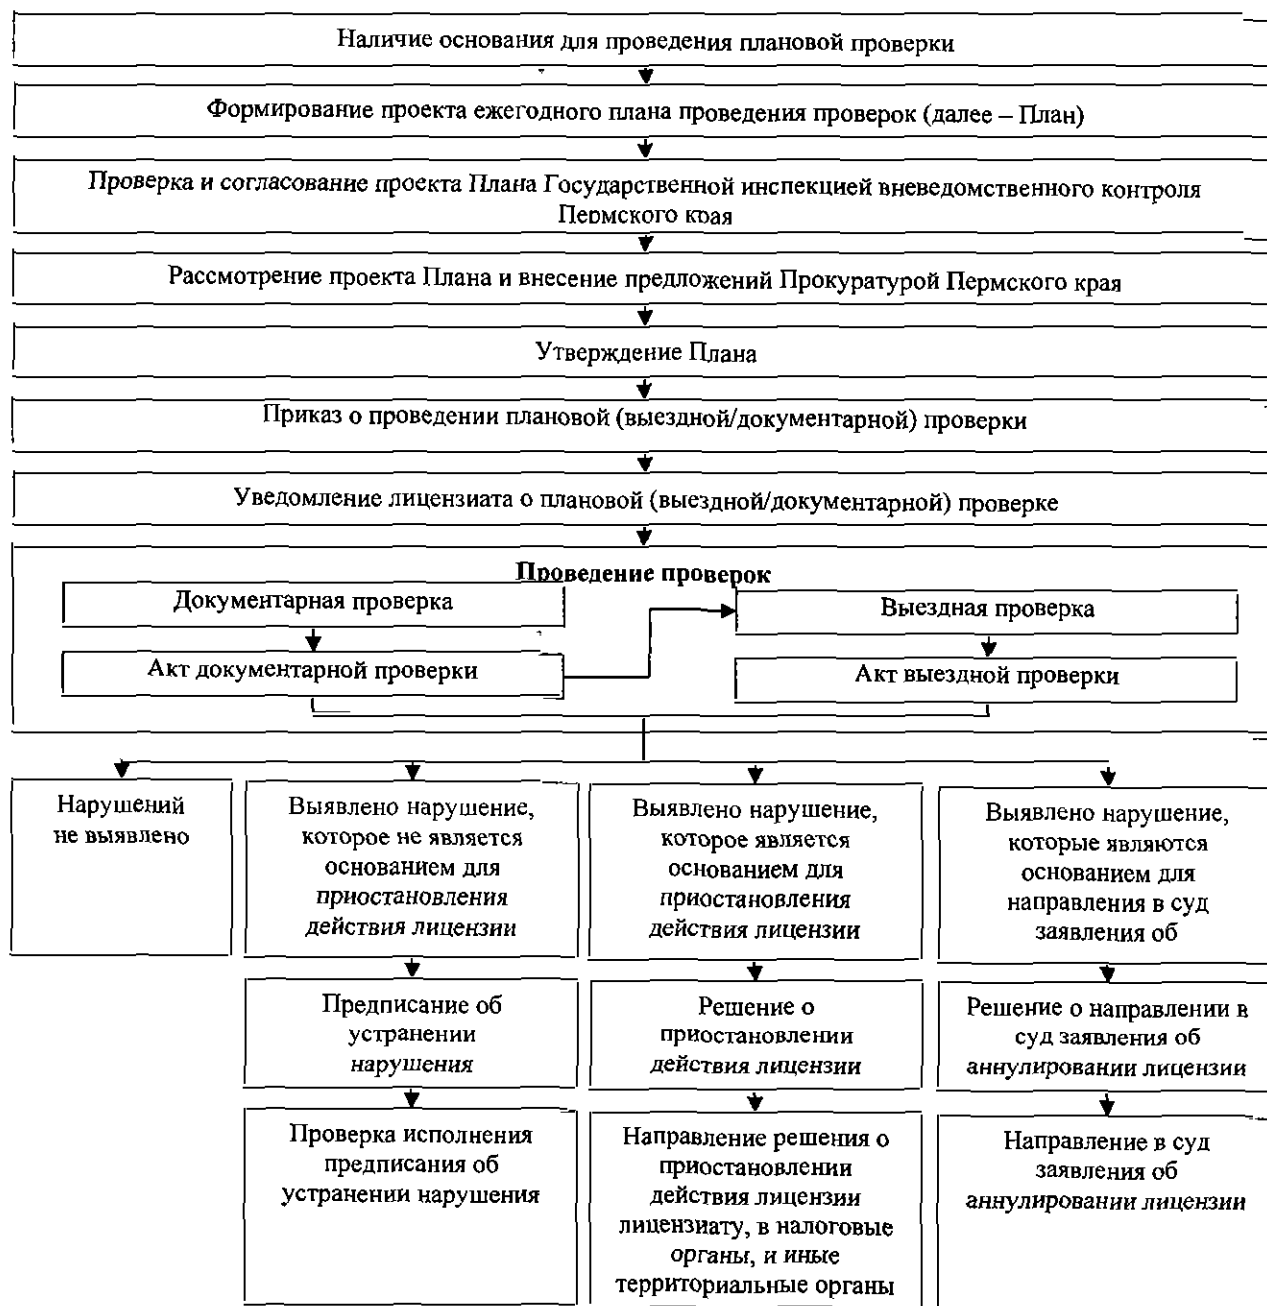 Наличие основания для проведения плановой проверки
Формирование проекта ежегодного плана проведения проверок (далее – План)
Проверка и согласование проекта Плана Государственной инспекцией вневедомственного контроля
Пермского края
Рассмотрение проекта Плана и внесение предложений Прокуратурой Пермского края
Утверждение Плана
Приказ о проведении плановой (выездной/документарной) проверки
Уведомление лицензиата о плановой (выездной/документарной) проверке
Проведение проверок
Документарная проверка
Выездная проверка
Акт документарной проверки
Акт выездной проверки
Нарушений
не выявлено
Выявлено нарушение,
которое не является
основанием для
приостановления
действия лицензии
Выявлено нарушение,
которое является
основанием для
приостановления
действия лицензии
Выявлено нарушение,
которые являются
основанием для
направления в суд
заявления об
Предписание об
устранении
нарушения
Решение о
приостановлении
действия лицензии
Решение о направлении в
суд заявления об
аннулировании лицензии
Проверка исполнения
предписания об
устранении нарушения
Направление решения о
приостановлении
действия лицензии
лицензиату, в налоговые
органы, и иные
территориальные органы
Направление в суд
заявления об
аннулировании лицензии